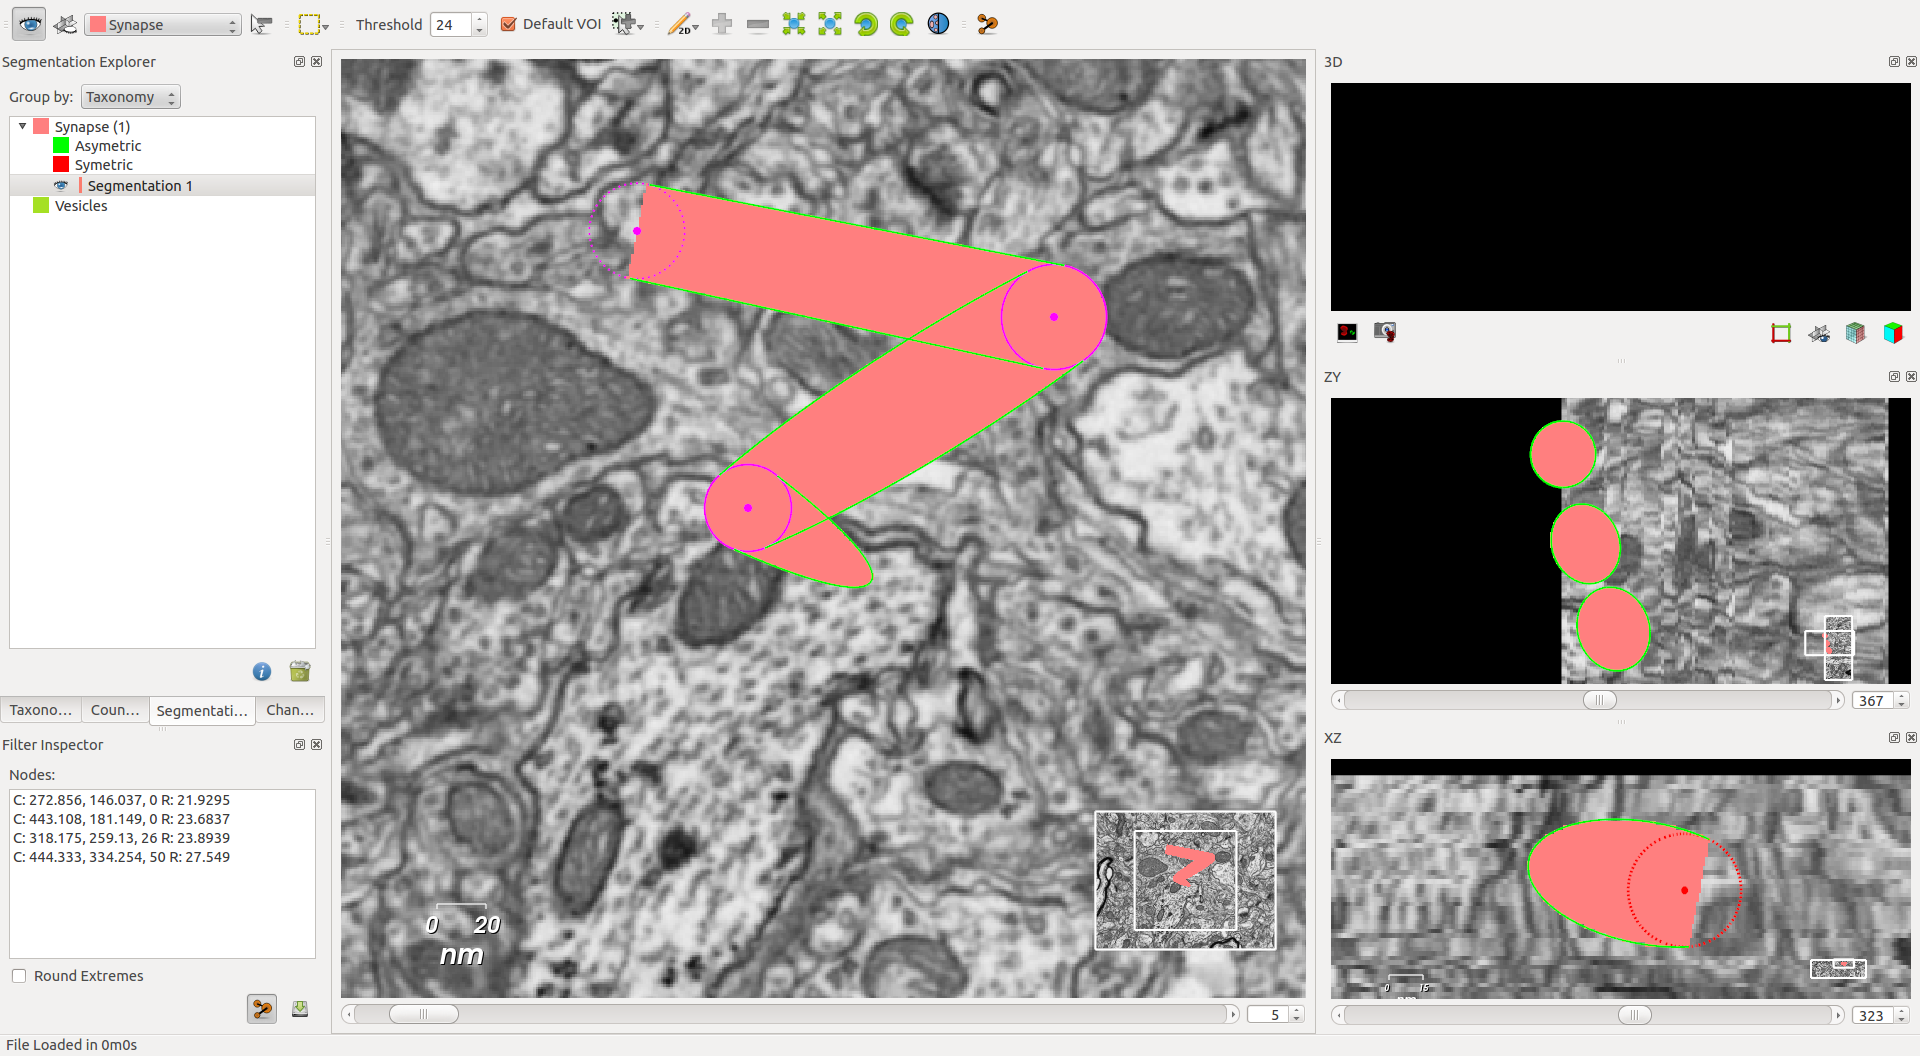 Synapse
Threshold 24 Default VOI
2D
Segmentation Explorer
Group by: Taxonomy
Synapse (1)
Asymetric
Symetric
Segmentation 1
Vesicles
Taxono... Coun... Segmentati... Chan...
Filter Inspector
Nodes:
C: 272.856, 146.037, 0 R: 21.9295
C: 443.108, 181.149, 0 R: 23.6837
C: 318.175, 259.13, 26 R: 23.8939
C: 444.333, 334.254, 50 R: 27.549
Round Extremes
File Loaded in 0m0s
0 20
nm
5
3D
ZY
367
XZ
0 15
nm
323